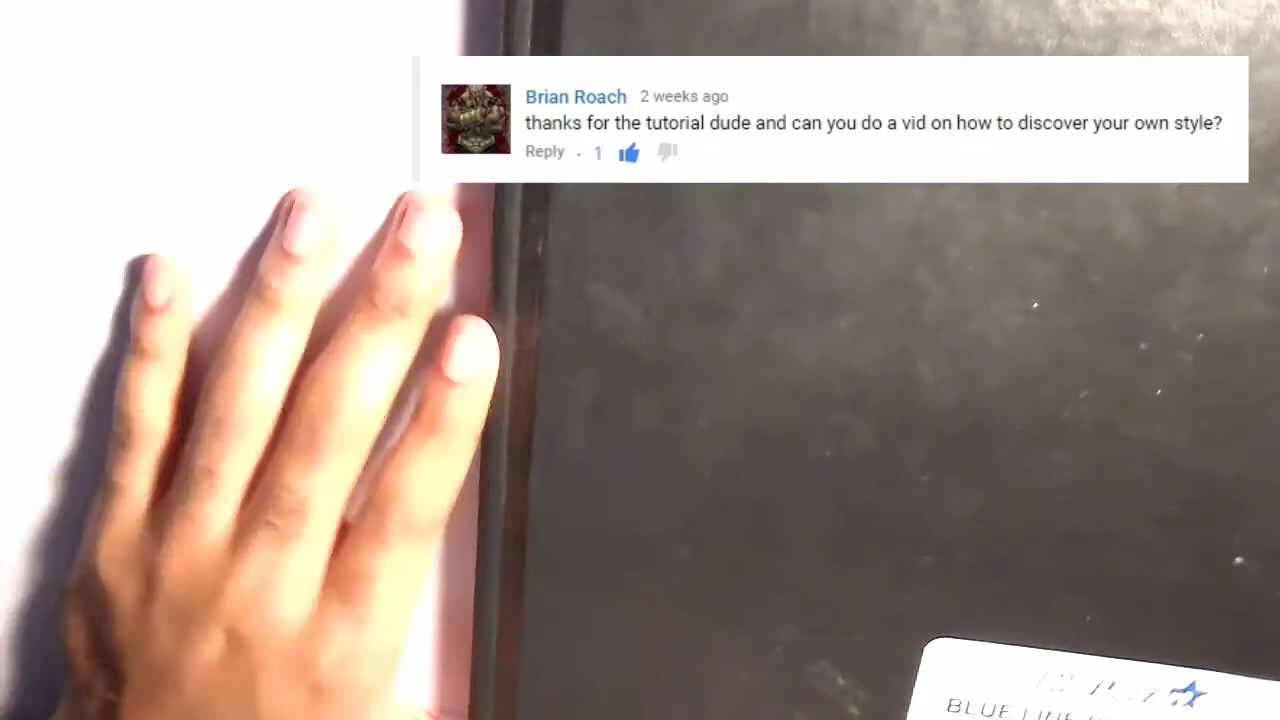 Brian Roach 2 weeks ago
thanks for the tutorial dude and can you do a vid on how to discover your own style?
Reply . 1
BLUE LINE